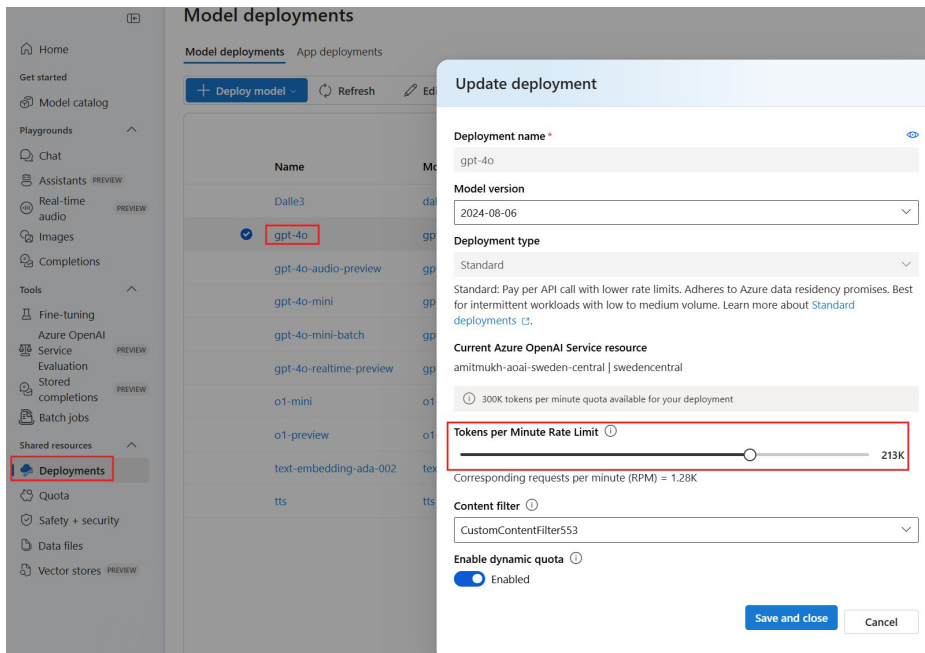 Model deployments
Home
Model deployments App deployments
Get started
Model catalog
Deploy model
Refresh
Playgrounds
Chat
Assistants PREVIEW
Real-time audio PREVIEW
Images
Completions
Tools
Fine-tuning
Azure OpenAI
Service PREVIEW
Evaluation
Stored
completions PREVIEW
Batch jobs
Shared resources
Deployments
Quota
Safety + security
Data files
Vector stores PREVIEW
Name
Dalle3
gpt-4o
gpt-4o-audio-preview
gpt-4o-mini
gpt-4o-mini-batch
gpt-4o-realtime-preview
o1-mini
o1-preview
text-embedding-ada-002
tts
tts
Update deployment
Deployment name *
gpt-4o
Model version
2024-08-06
Deployment type
Standard
Standard: Pay per API call with lower rate limits. Adheres to Azure data residency promises. Best
for intermittent workloads with low to medium volume. Learn more about Standard
deployments.
Current Azure OpenAI Service resource
amitmukh-aoai-sweden-central | swedencentral
300K tokens per minute quota available for your deployment
Tokens per Minute Rate Limit
213K
Corresponding requests per minute (RPM) = 1.28K
Content filter
CustomContentFilter553
Enable dynamic quota
Enabled
Save and close
Cancel